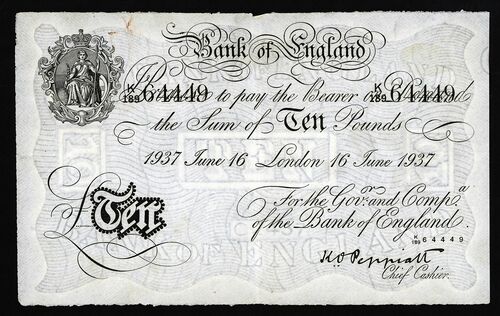 Bank of England
Promise to pay the Bearer on Demand
K/189 64449 K/189 64449
the Sum of Ten Pounds
1937 June 16 London 16 June 1937
For the Govr. and Compa.
of the Bank of England.
K/189 64449
£Ten
K O Peppiatt
Chief Cashier.